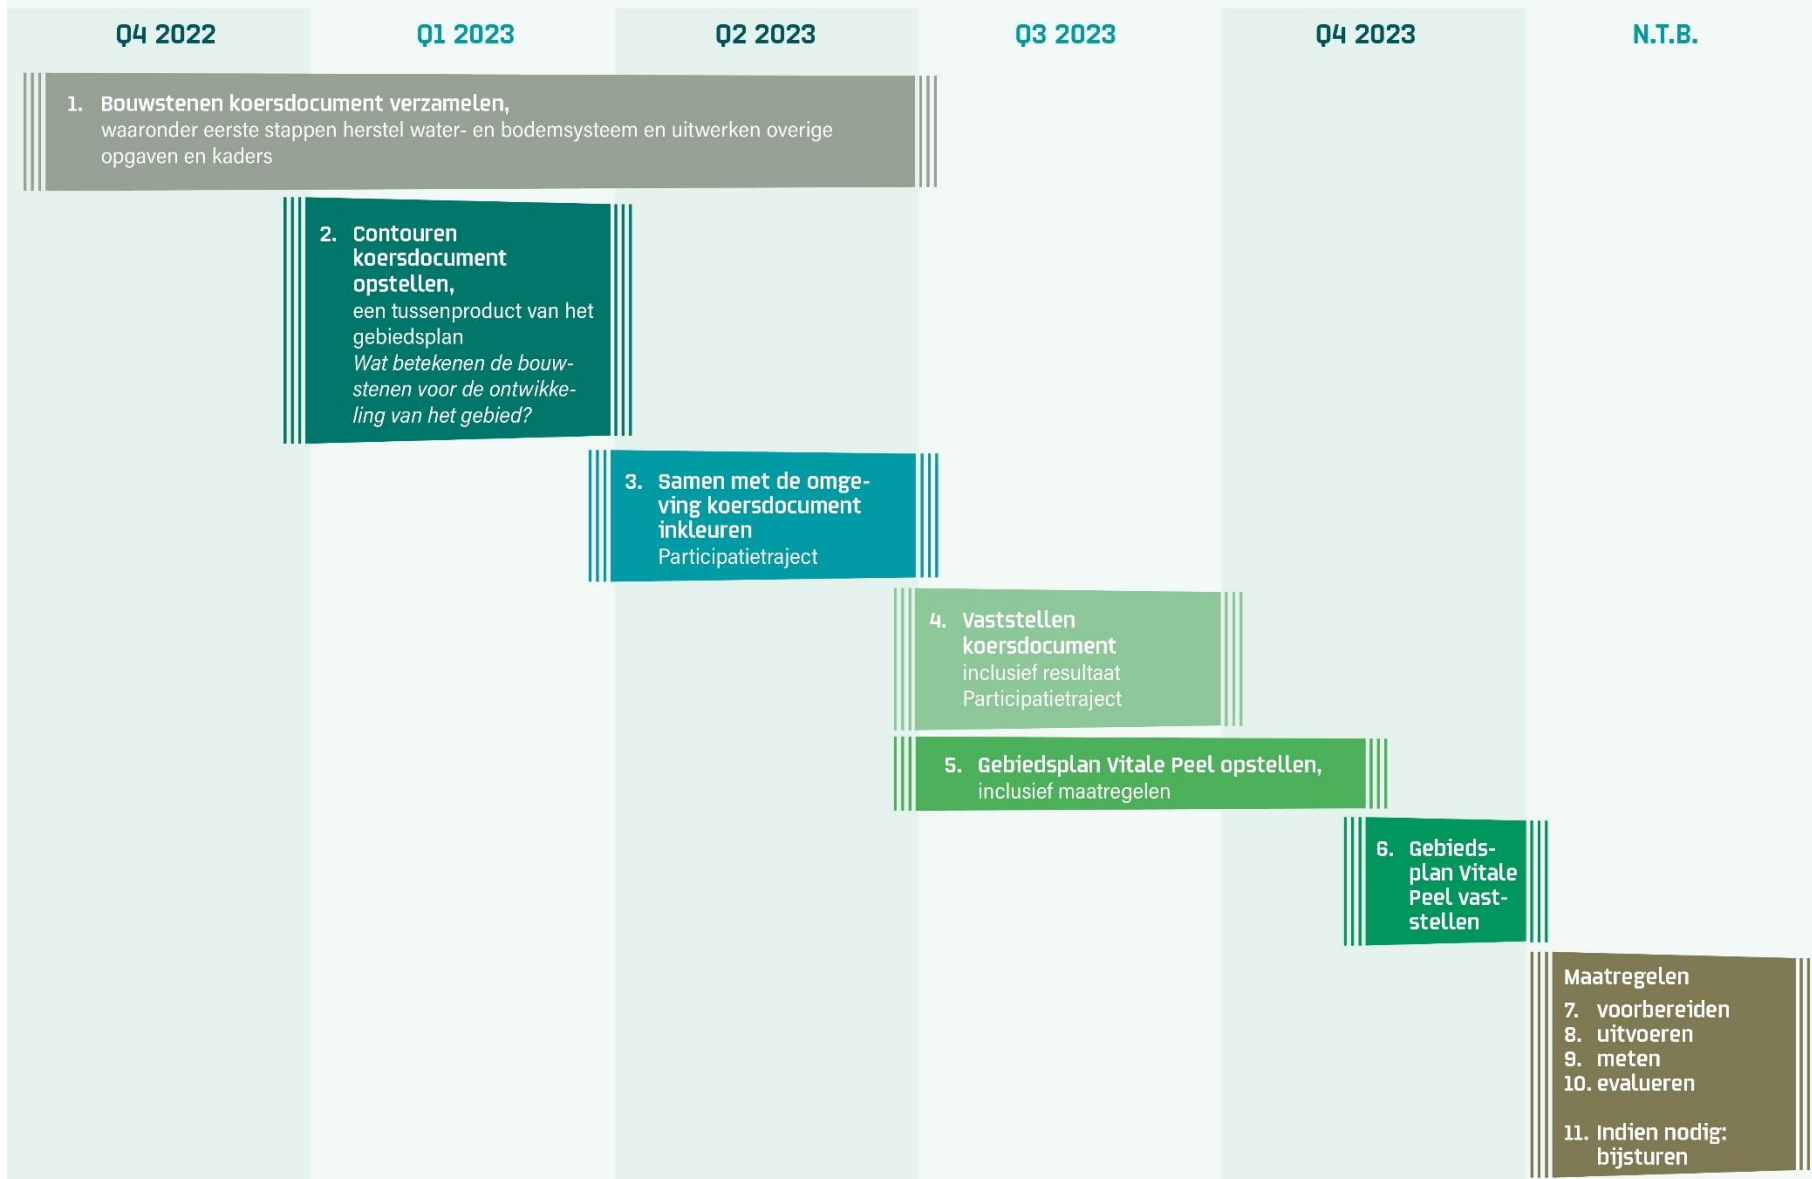 Q4 2022 Q1 2023 Q2 2023 Q3 2023 Q4 2023 N.T.B.
1. Bouwstenen koersdocument verzamelen,
waaronder eerste stappen herstel water- en bodemsysteem en uitwerken overige
opgaven en kaders
2. Contouren
koersdocument
opstellen,
een tussenproduct van het
gebiedsplan
Wat betekenen de bouw-
stenen voor de ontwikke-
ling van het gebied?
3. Samen met de omge-
ving koersdocument
inkleuren
Participatietraject
4. Vaststellen
koersdocument
inclusief resultaat
Participatietraject
5. Gebiedsplan Vitale Peel opstellen,
inclusief maatregelen
6. Gebieds-
plan Vitale
Peel vast-
stellen
Maatregelen
7. voorbereiden
8. uitvoeren
9. meten
10. evalueren
11. Indien nodig:
bijsturen